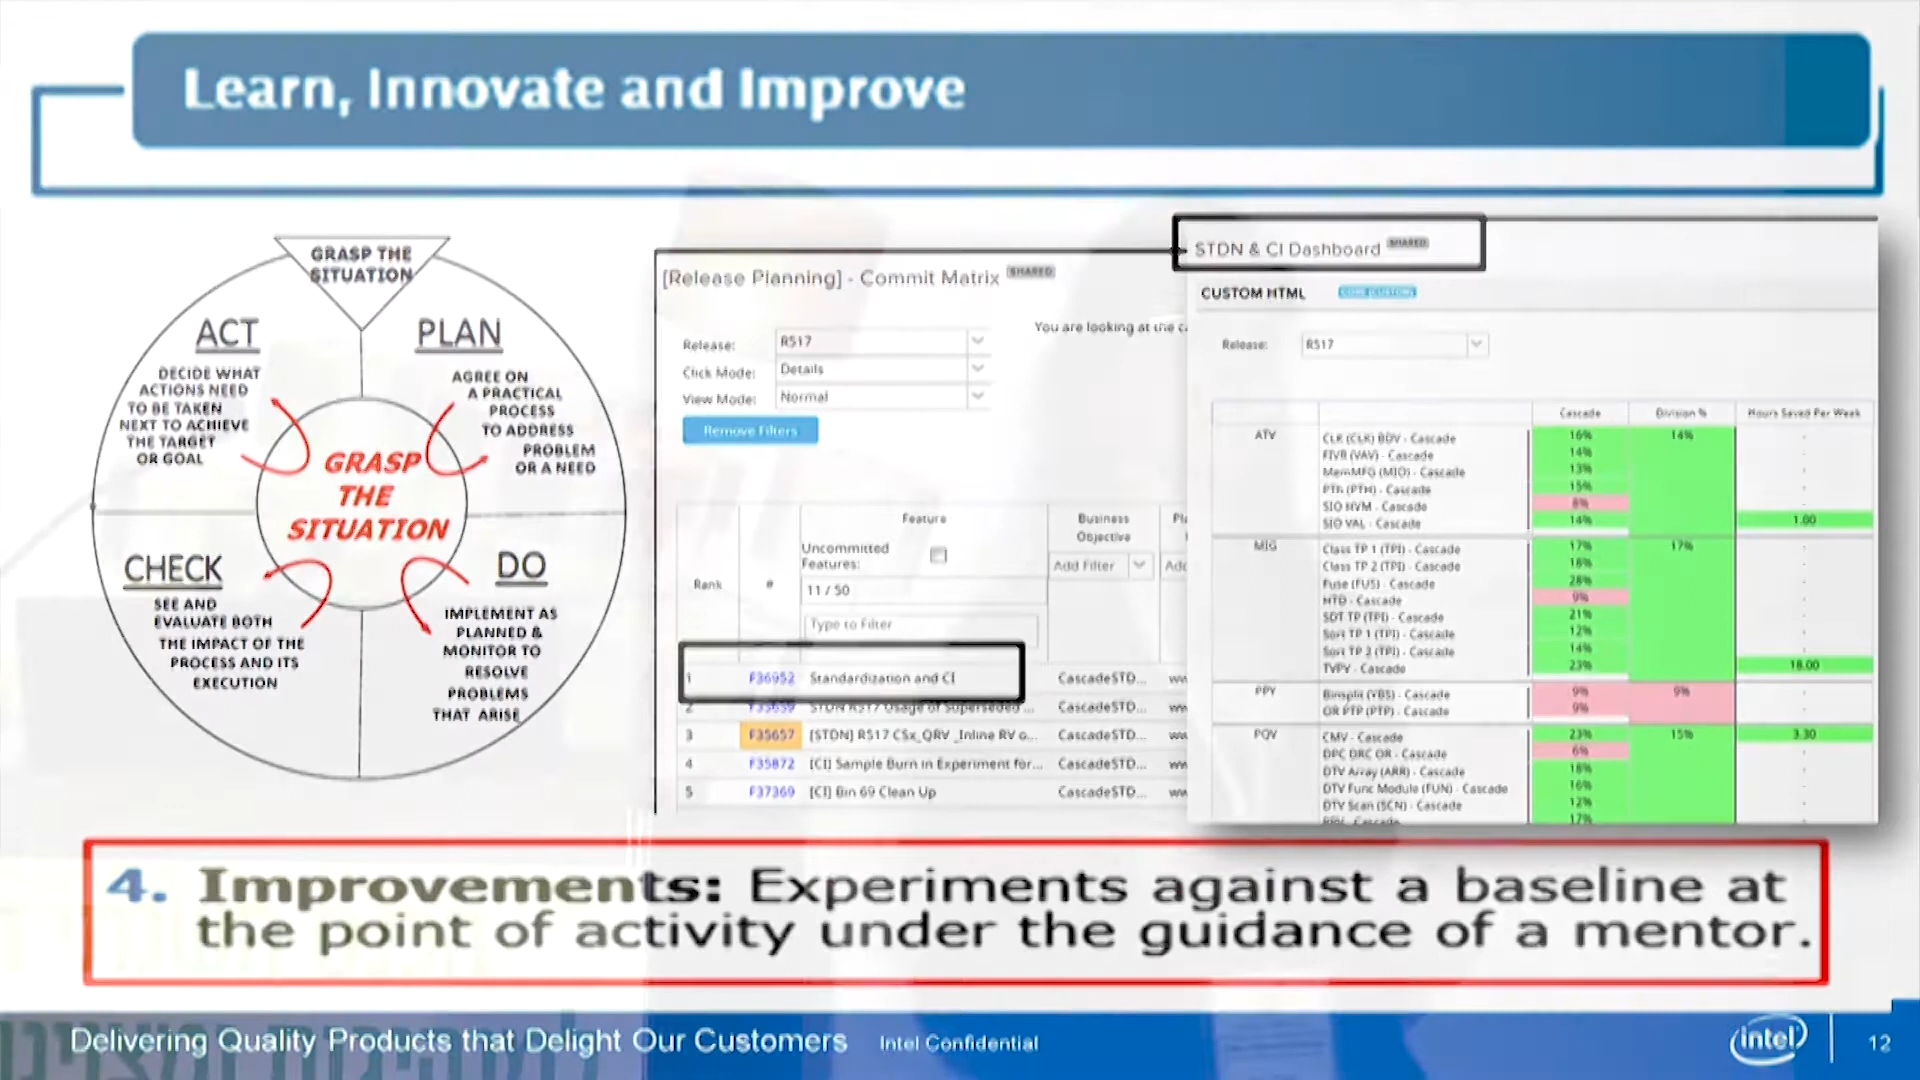 Learn, Innovate and Improve
GRASP THE
SITUATION
ACT
DECIDE WHAT
ACTIONS NEED
TO BE TAKEN
NEXT TO ACHIEVE
THE TARGET
OR GOAL
PLAN
AGREE ON
A PRACTICAL
PROCESS
TO ADDRESS
PROBLEM
OR A NEED
GRASP
THE
SITUATION
CHECK
SEE AND
EVALUATE BOTH
THE IMPACT OF THE
PROCESS AND ITS
EXECUTION
DO
IMPLEMENT AS
PLANNED &
MONITOR TO
RESOLVE
PROBLEMS
THAT ARISE
[Release Planning] - Commit Matrix SHARED
You are looking at the
Release: R517
Click Mode: Details
View Mode: Normal
Remove Filters
Rank
#
Feature
Uncommitted
Features:
11 / 50
Type to Filter
Business
Objective
Add Filter
1 F36952 Standardization and CI CascadeSTD...
2 F35659 STDN R517 Usage of Superseded ... CascadeSTD...
3 F35657 [STDN] R517 CSx_QRV _Inline RV o... CascadeSTD...
4 F35872 [CI] Sample Burn in Experiment for... CascadeSTD...
5 F37369 [CI] Bin 69 Clean Up CascadeSTD...
STDN & CI Dashboard SHARED
CUSTOM HTML
Release: R517
Cascade Division % Hours Saved Per Week
ATV CLK (CLK) BDV - Cascade 16% 14%
FIVR (VAV) - Cascade 14%
MemMFG (MIO) - Cascade 13%
PTH (PTH) - Cascade 15%
SIO HVM - Cascade 8%
SIO VAL - Cascade 14% 1.00
MIG Class TP 1 (TPI) - Cascade 17% 17%
Class TP 2 (TPI) - Cascade 18%
Fuse (FUS) - Cascade 28%
HTD - Cascade 9%
SDT TP (TPI) - Cascade 21%
Sort TP 1 (TPI) - Cascade 12%
Sort TP 2 (TPI) - Cascade 14%
TVPV - Cascade 23% 18.00
PPV Binsplit (VBS) - Cascade 9% 9%
OR PTP (PTP) - Cascade 9%
PQV CMV - Cascade 23% 15% 3.30
DPC DRC OR - Cascade 6%
DTV Array (ARR) - Cascade 18%
DTV Func Module (FUN) - Cascade 16%
DTV Scan (SCN) - Cascade 12%
Cascade 17%
4. Improvements: Experiments against a baseline at
the point of activity under the guidance of a mentor.
Delivering Quality Products that Delight Our Customers Intel Confidential
intel 12